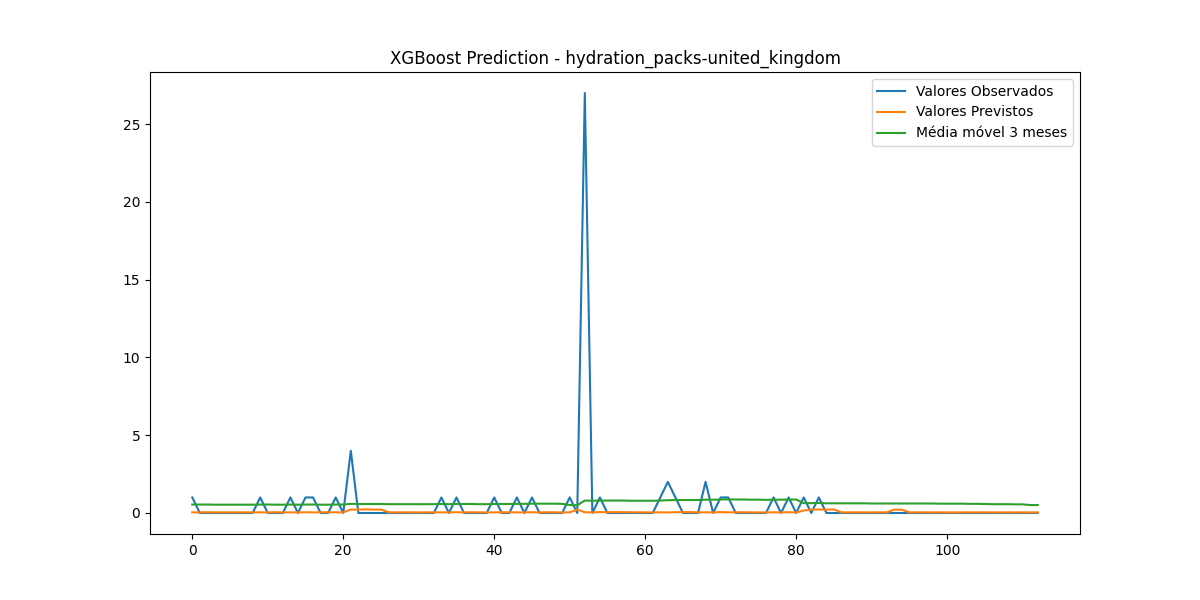 XGBoost Prediction - hydration_packs-united_kingdom
Valores Observados
Valores Previstos
Média móvel 3 meses
25
20
15
10
5
0
0 20 40 60 80 100